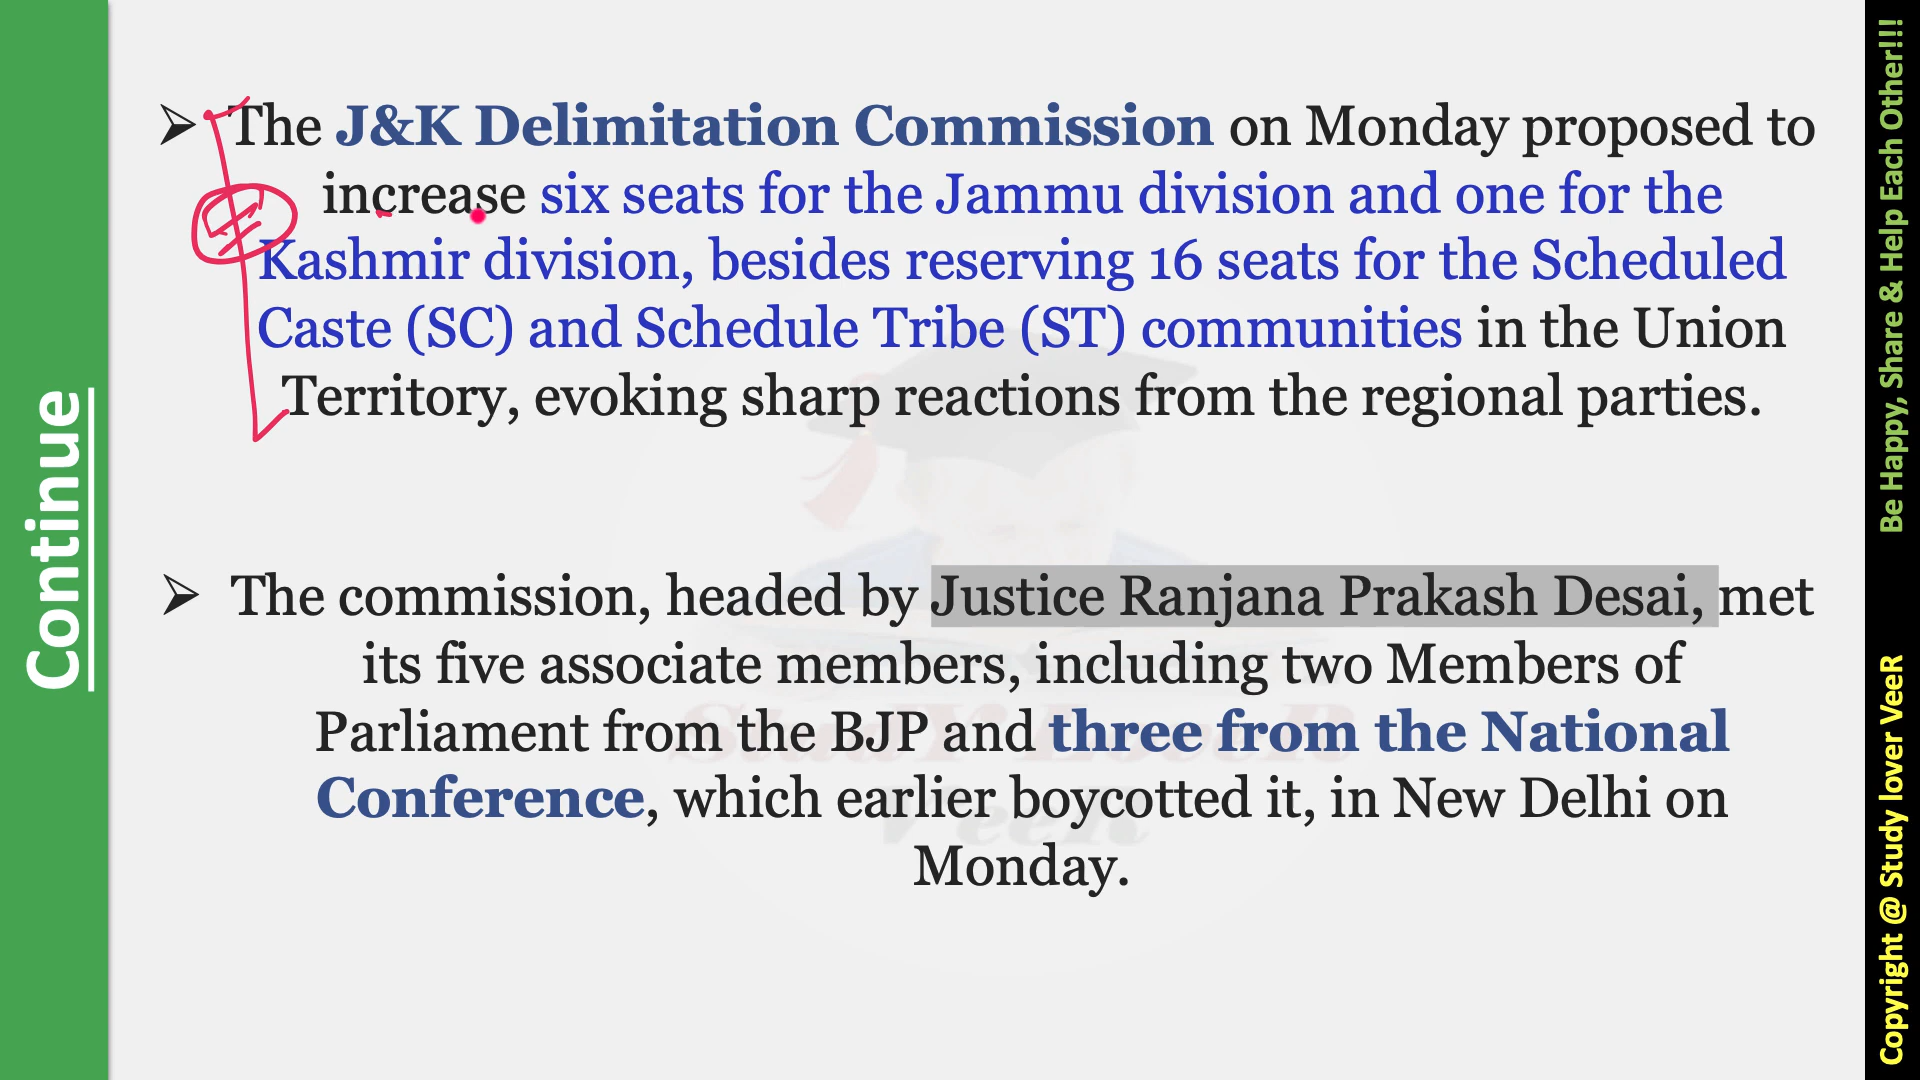 Continue
➤ The J&K Delimitation Commission on Monday proposed to
increase six seats for the Jammu division and one for the
Kashmir division, besides reserving 16 seats for the Scheduled
Caste (SC) and Schedule Tribe (ST) communities in the Union
Territory, evoking sharp reactions from the regional parties.
➤ The commission, headed by Justice Ranjana Prakash Desai, met
its five associate members, including two Members of
Parliament from the BJP and three from the National
Conference, which earlier boycotted it, in New Delhi on
Monday.
StudY LoveR
VeeR
Be Happy, Share & Help Each Other!!!
Copyright @ Study lover VeeR